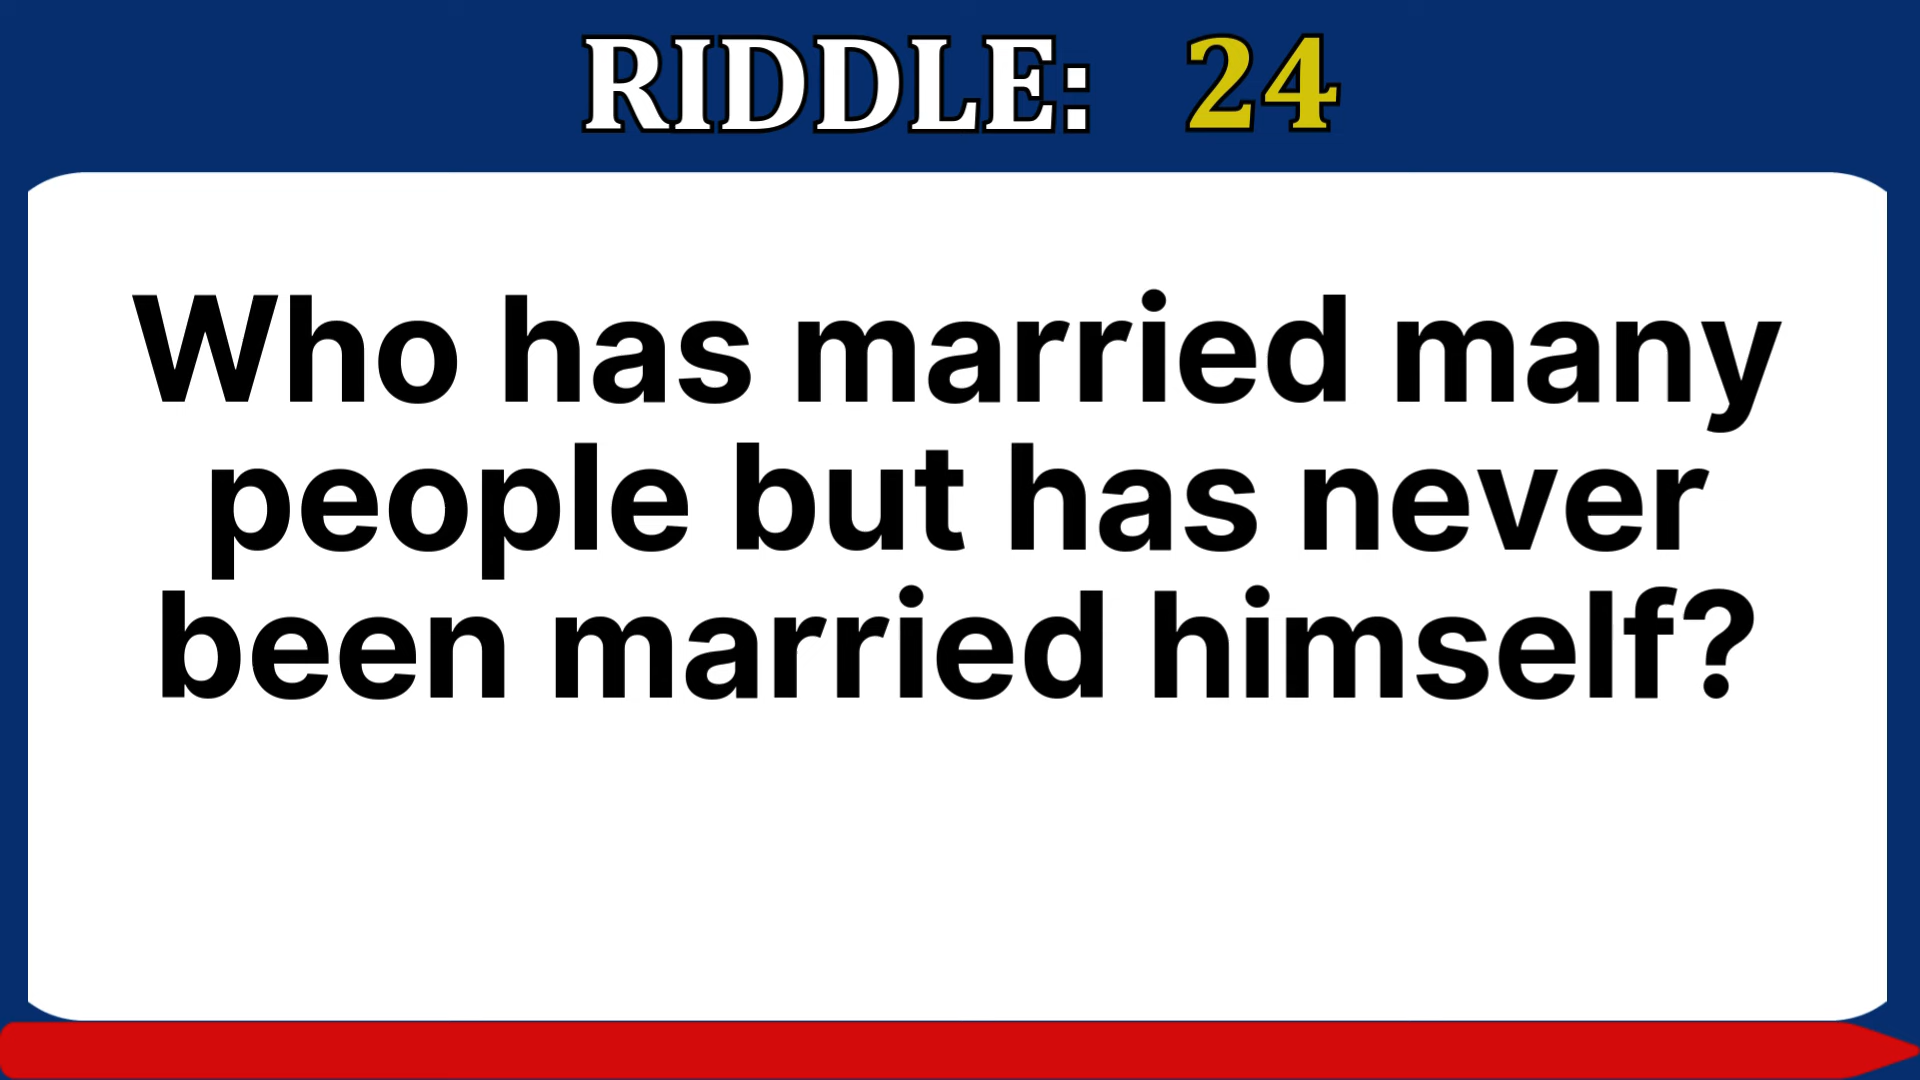 RIDDLE: 24
Who has married many
people but has never
been married himself?